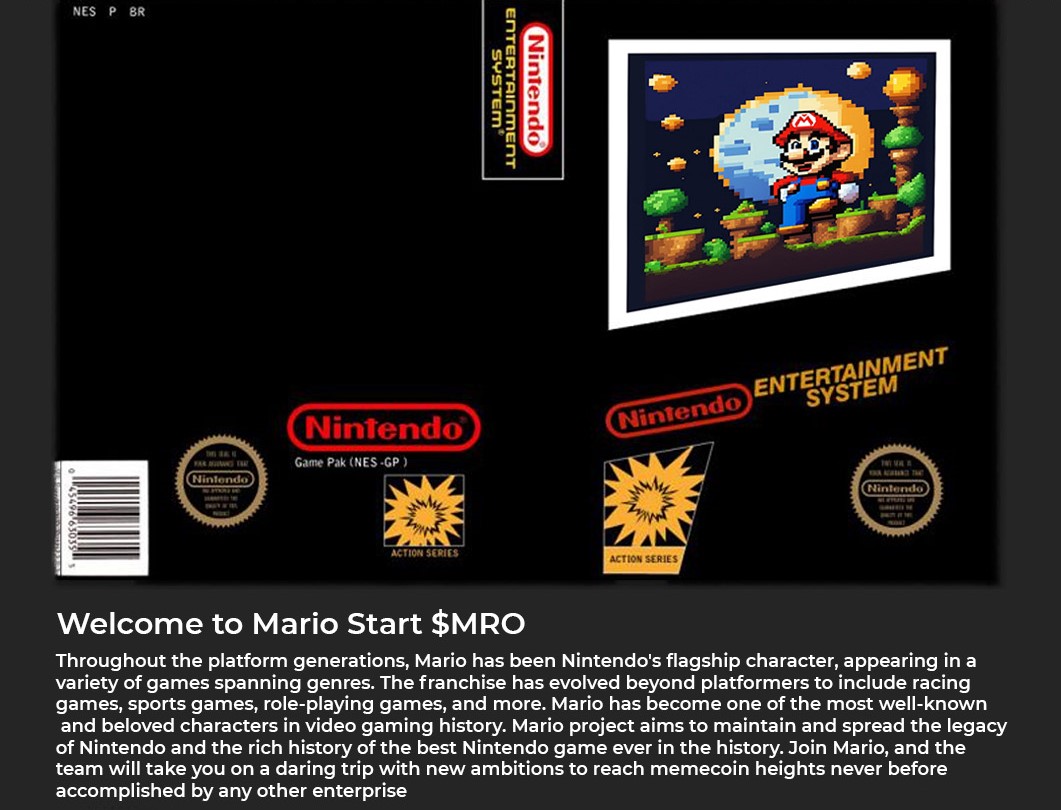 NES P BR
Nintendo®
ENTERTAINMENT
SYSTEM®
M
Nintendo
ENTERTAINMENT
SYSTEM
Nintendo®
Game Pak (NES-GP )
THIS SEAL IS
YOUR ASSURANCE THAT
Nintendo
HAS APPROVED AND
GUARANTEED THE
QUALITY OF THIS
PRODUCT
ACTION SERIES
ACTION SERIES
THIS SEAL IS
YOUR ASSURANCE THAT
Nintendo
HAS APPROVED AND
GUARANTEED THE
QUALITY OF THIS
PRODUCT
Welcome to Mario Start $MRO
Throughout the platform generations, Mario has been Nintendo's flagship character, appearing in a
variety of games spanning genres. The franchise has evolved beyond platformers to include racing
games, sports games, role-playing games, and more. Mario has become one of the most well-known
and beloved characters in video gaming history. Mario project aims to maintain and spread the legacy
of Nintendo and the rich history of the best Nintendo game ever in the history. Join Mario, and the
team will take you on a daring trip with new ambitions to reach memecoin heights never before
accomplished by any other enterprise